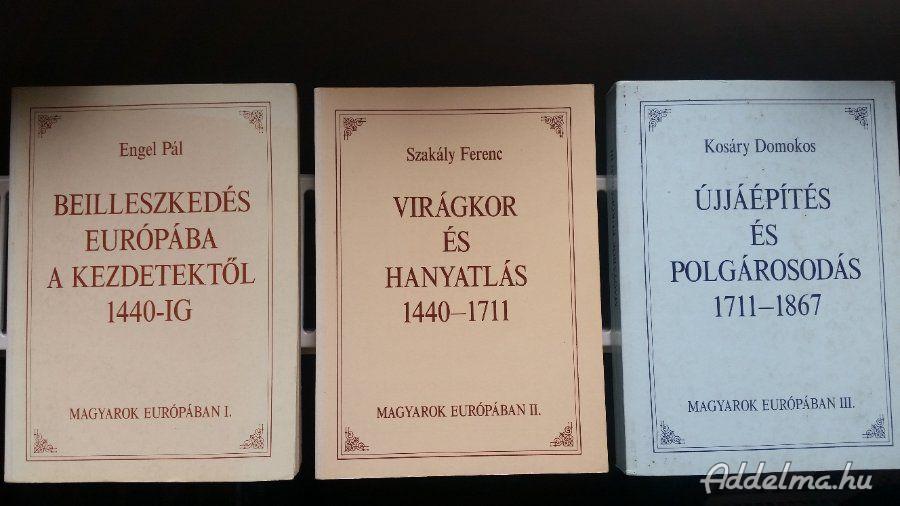 Engel Pál
BEILLESZKEDÉS
EURÓPÁBA
A KEZDETEKTŐL
1440-IG
MAGYAROK EURÓPÁBAN I.
Szakály Ferenc
VIRÁGKOR
ÉS
HANYATLÁS
1440–1711
MAGYAROK EURÓPÁBAN II.
Kosáry Domokos
ÚJJÁÉPÍTÉS
ÉS
POLGÁROSODÁS
1711–1867
MAGYAROK EURÓPÁBAN III.
Addelma.hu